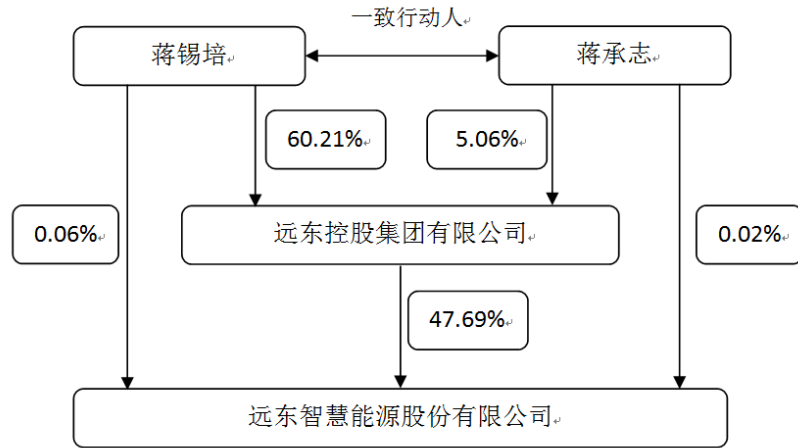 一致行动人
蒋锡培
蒋承志
60.21%
5.06%
0.06%
远东控股集团有限公司
0.02%
47.69%
远东智慧能源股份有限公司